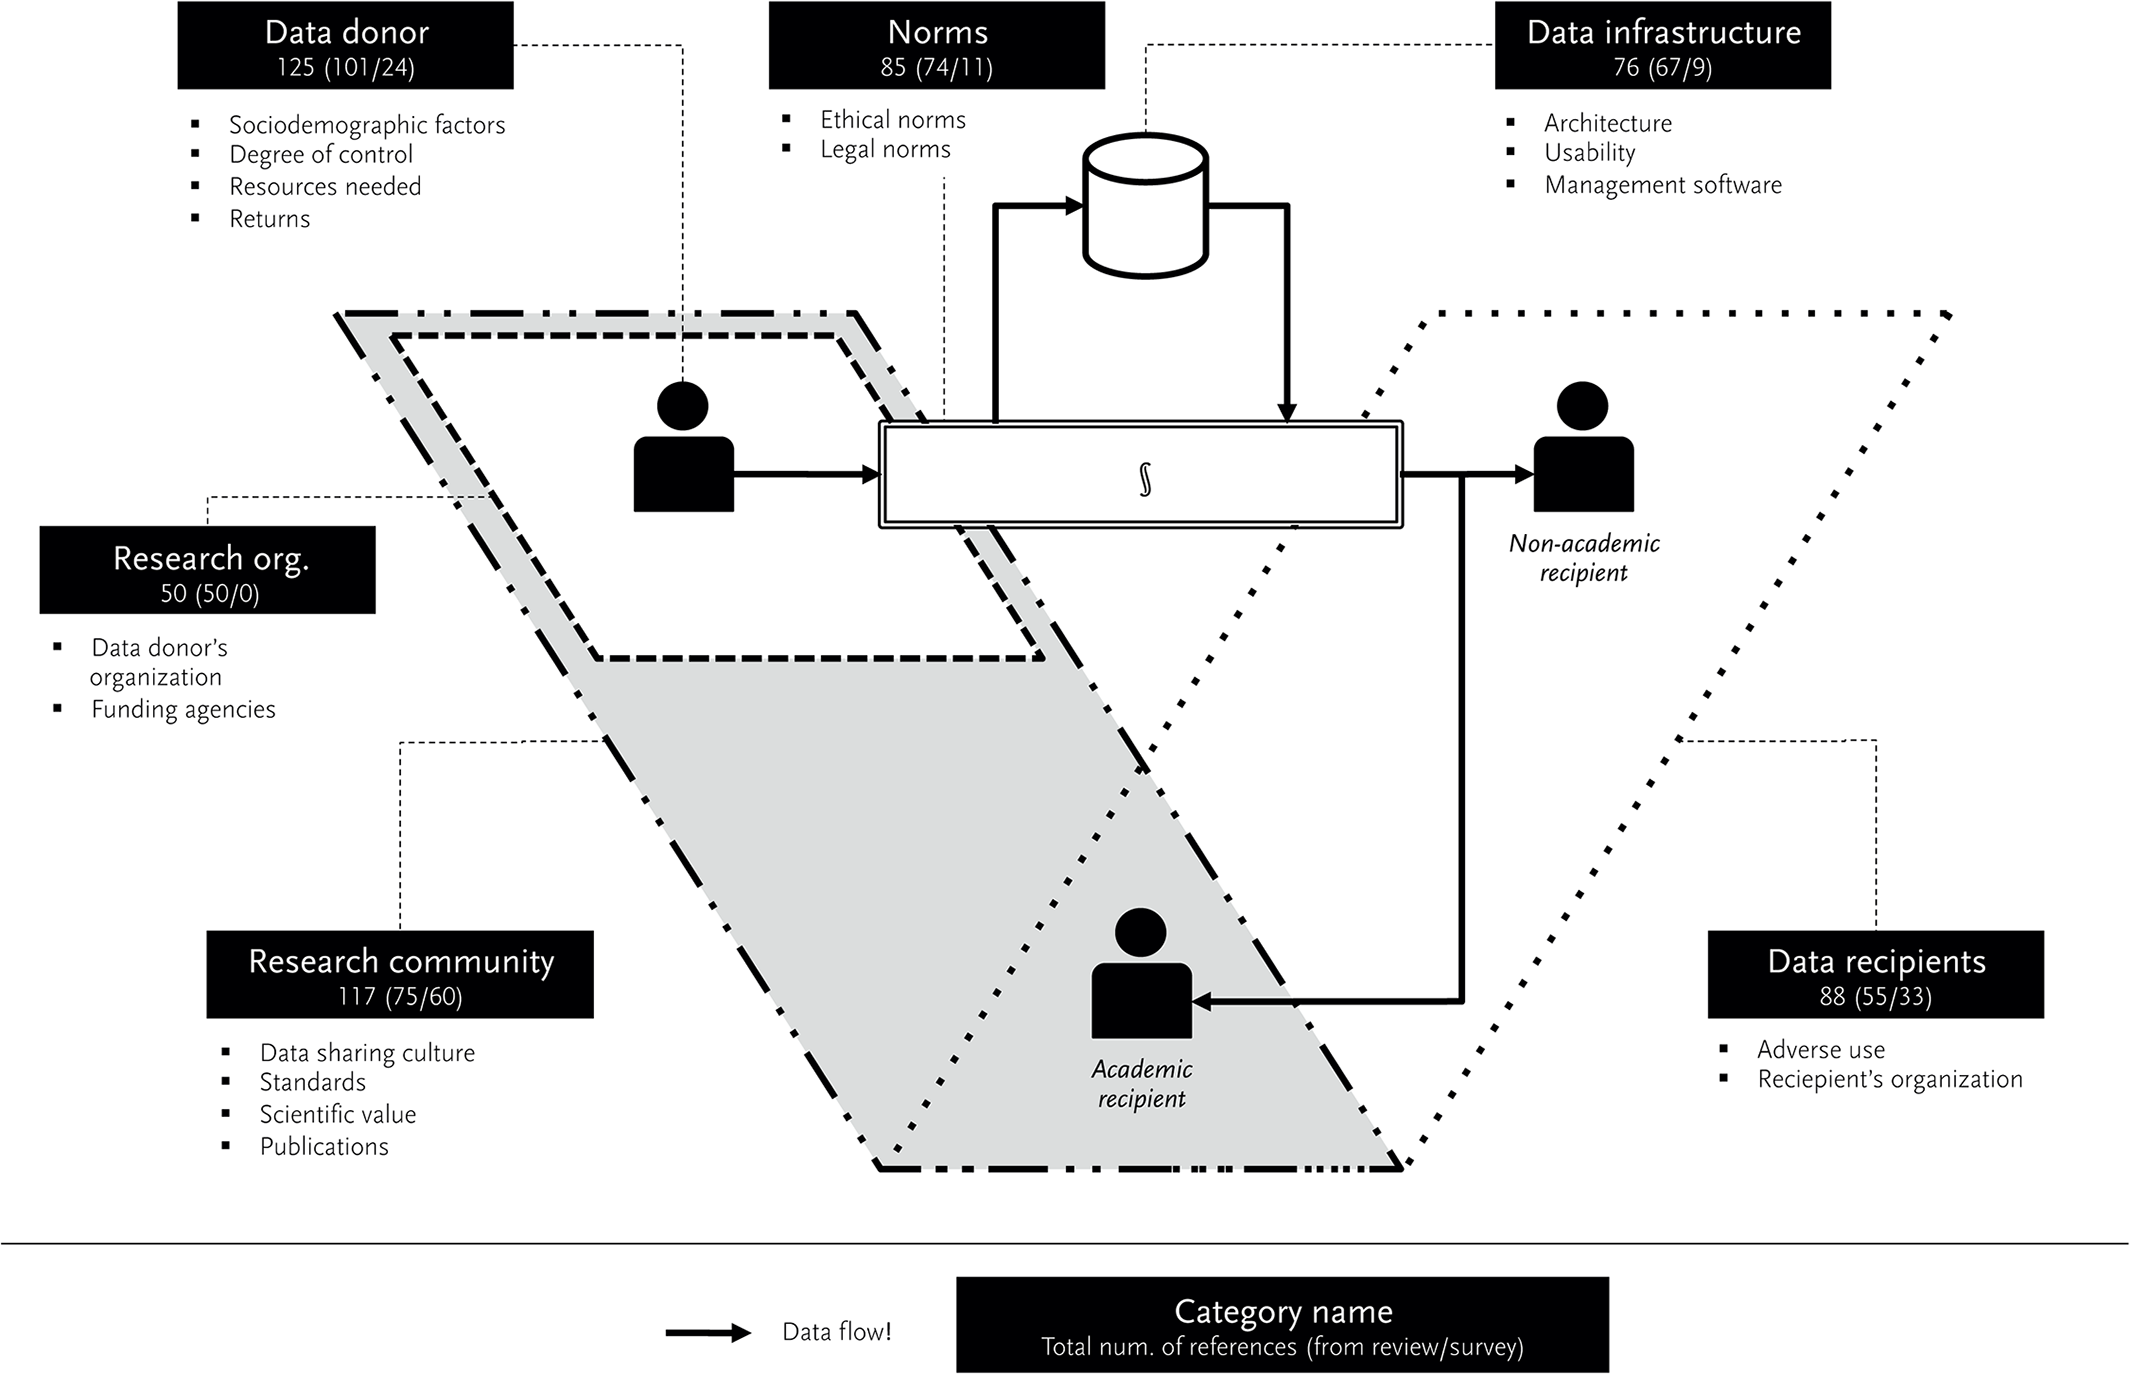 Data donor
125 (101/24)
Sociodemographic factors
Degree of control
Resources needed
Returns
Norms
85 (74/11)
Ethical norms
Legal norms
Data infrastructure
76 (67/9)
Architecture
Usability
Management software
§
Non-academic
recipient
Research org.
50 (50/0)
Data donor's
organization
Funding agencies
Research community
117 (75/60)
Data sharing culture
Standards
Scientific value
Publications
Academic
recipient
Data recipients
88 (55/33)
Adverse use
Reciepient's organization
Data flow!
Category name
Total num. of references (from review/survey)